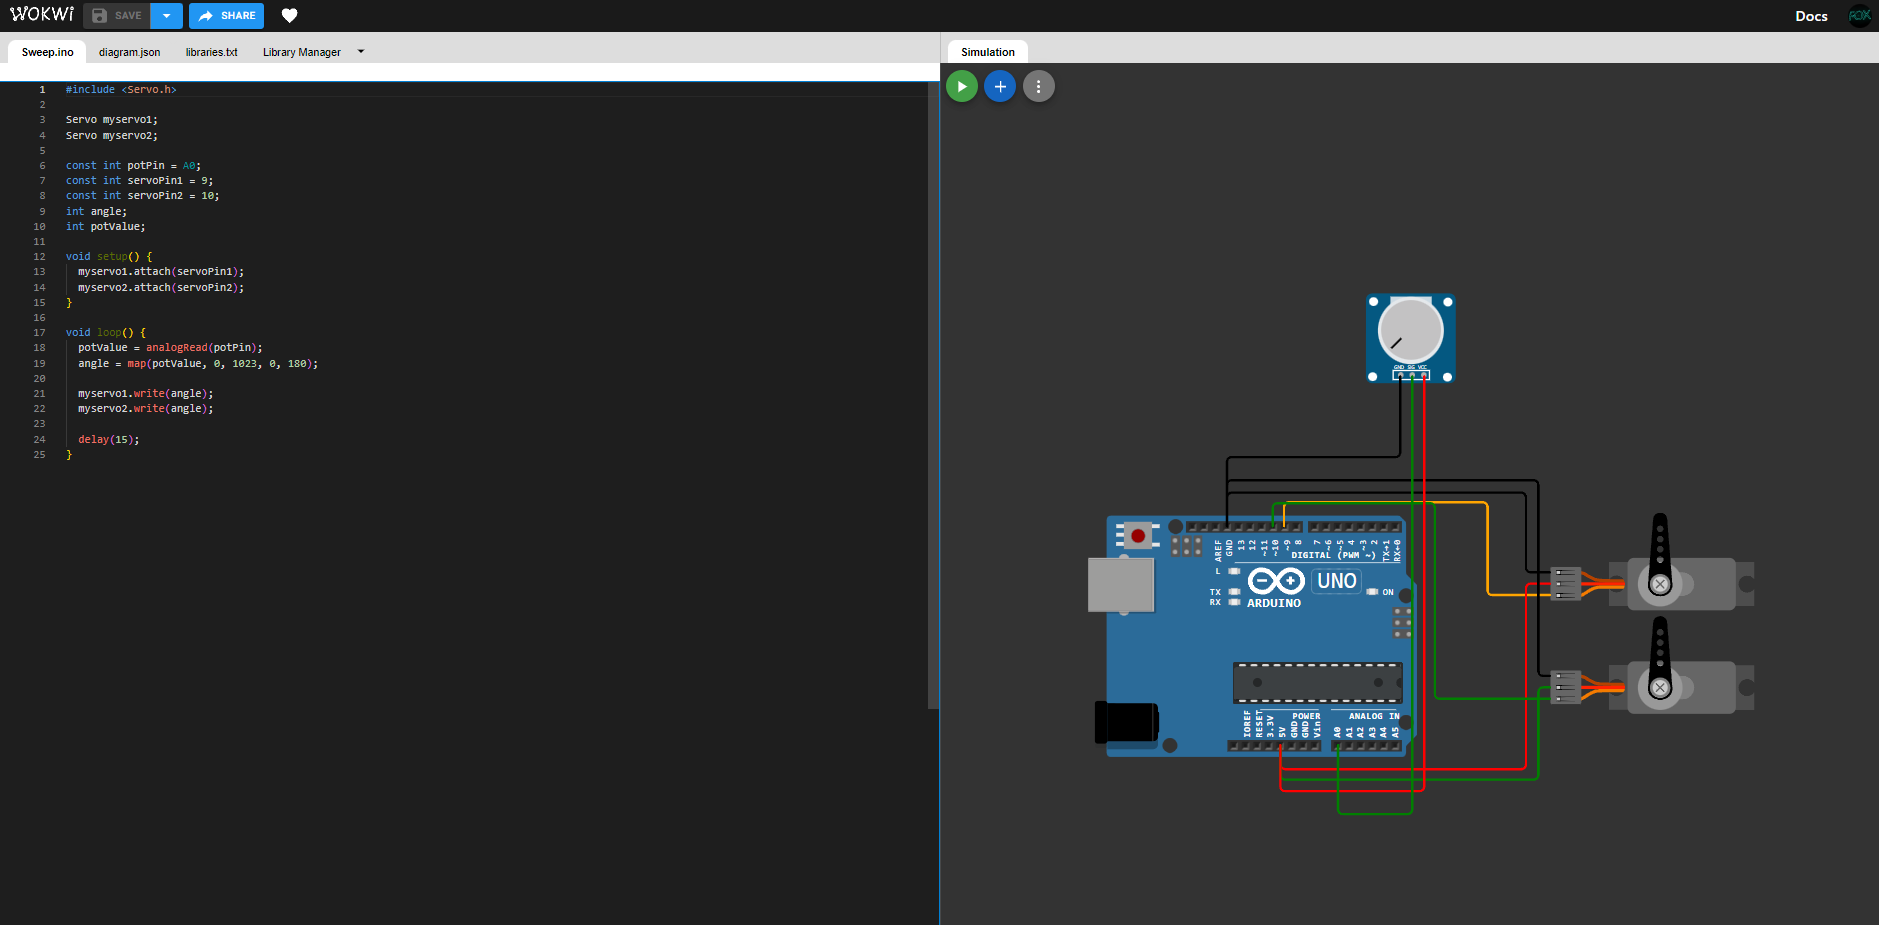 WOKWI
SAVE
SHARE
Docs
Sweep.ino
diagram.json
libraries.txt
Library Manager
Simulation
1 #include <Servo.h>
2
3 Servo myservo1;
4 Servo myservo2;
5
6 const int potPin = A0;
7 const int servoPin1 = 9;
8 const int servoPin2 = 10;
9 int angle;
10 int potValue;
11
12 void setup() {
13 myservo1.attach(servoPin1);
14 myservo2.attach(servoPin2);
15 }
16
17 void loop() {
18 potValue = analogRead(potPin);
19 angle = map(potValue, 0, 1023, 0, 180);
20
21 myservo1.write(angle);
22 myservo2.write(angle);
23
24 delay(15);
25 }
GND SIG VCC
AREF
GND
13
12
~11
~10
~9
8
7
~6
~5
4
~3
2
TX→1
RX←0
DIGITAL (PWM ~)
L
TX
RX
UNO
ON
ARDUINO
IOREF
RESET
3.3V
5V
GND
GND
Vin
POWER
ANALOG IN
A0
A1
A2
A3
A4
A5